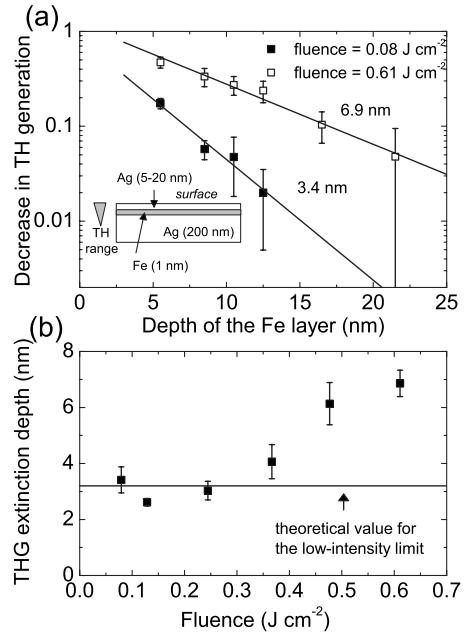 (a)
1
0.1
0.01
Decrease in TH generation
fluence = 0.08 J cm-2
fluence = 0.61 J cm-2
6.9 nm
3.4 nm
Ag (5-20 nm)
surface
TH
range
Ag (200 nm)
Fe (1 nm)
0 5 10 15 20 25
Depth of the Fe layer (nm)
(b)
8
6
4
2
0
THG extinction depth (nm)
theoretical value for
the low-intensity limit
0.0 0.1 0.2 0.3 0.4 0.5 0.6 0.7
Fluence (J cm-2)